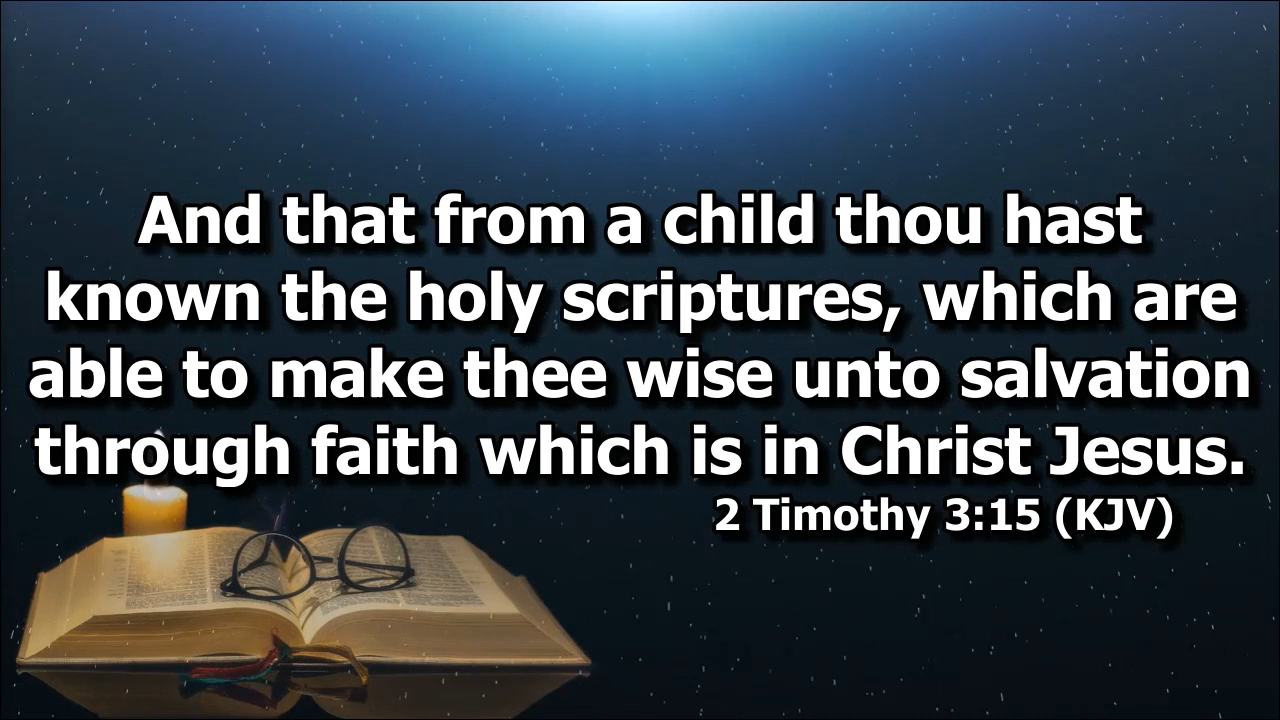 And that from a child thou hast
known the holy scriptures, which are
able to make thee wise unto salvation
through faith which is in Christ Jesus.
2 Timothy 3:15 (KJV)